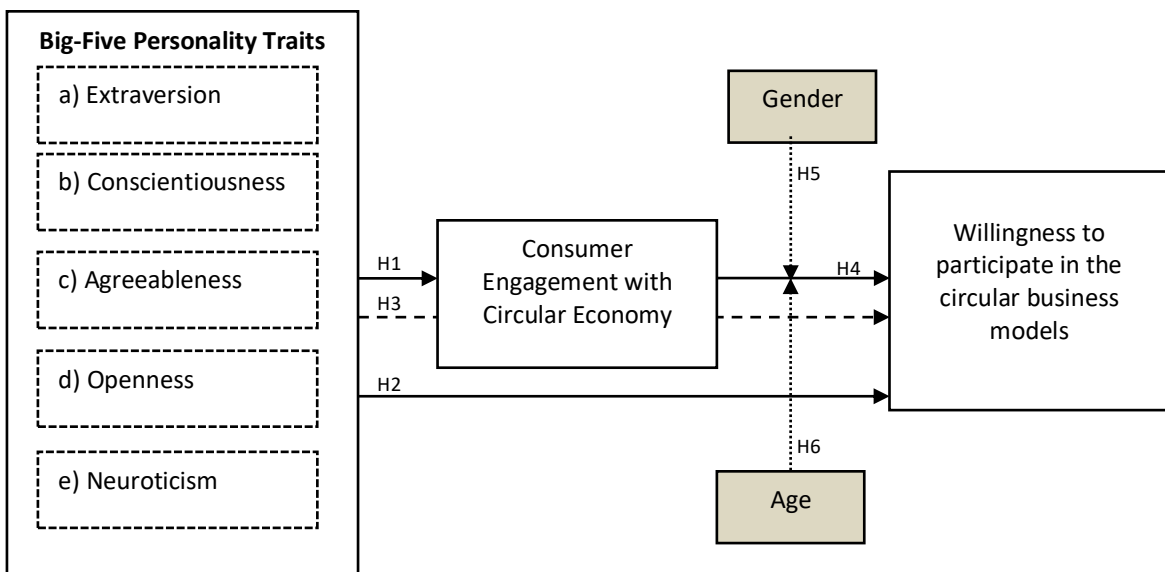 Big-Five Personality Traits
a) Extraversion
b) Conscientiousness
c) Agreeableness
d) Openness
e) Neuroticism
H1
H3
H2
Consumer
Engagement with
Circular Economy
Gender
H5
H4
H6
Age
Willingness to
participate in the
circular business
models